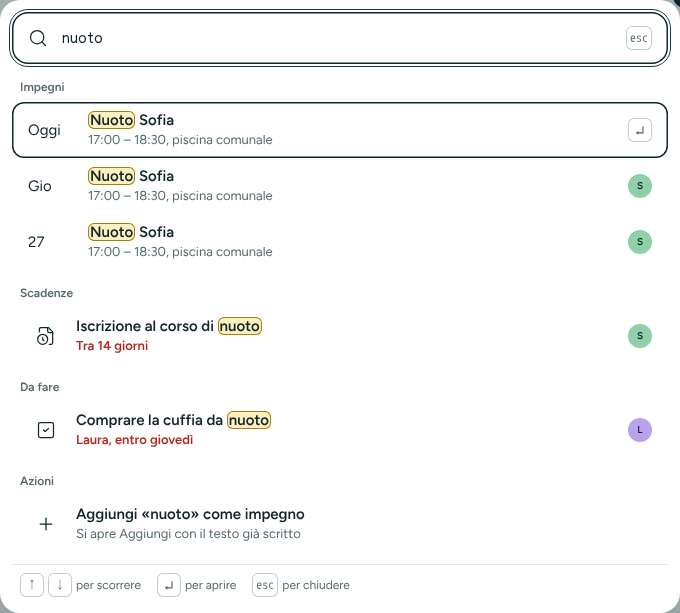 nuoto esc
Impegni
Oggi
Nuoto Sofia
17:00 – 18:30, piscina comunale
↵
Gio
Nuoto Sofia
17:00 – 18:30, piscina comunale
S
27
Nuoto Sofia
17:00 – 18:30, piscina comunale
S
Scadenze
Iscrizione al corso di nuoto
Tra 14 giorni
S
Da fare
Comprare la cuffia da nuoto
Laura, entro giovedì
L
Azioni
Aggiungi «nuoto» come impegno
Si apre Aggiungi con il testo già scritto
↑ ↓ per scorrere ↵ per aprire esc per chiudere